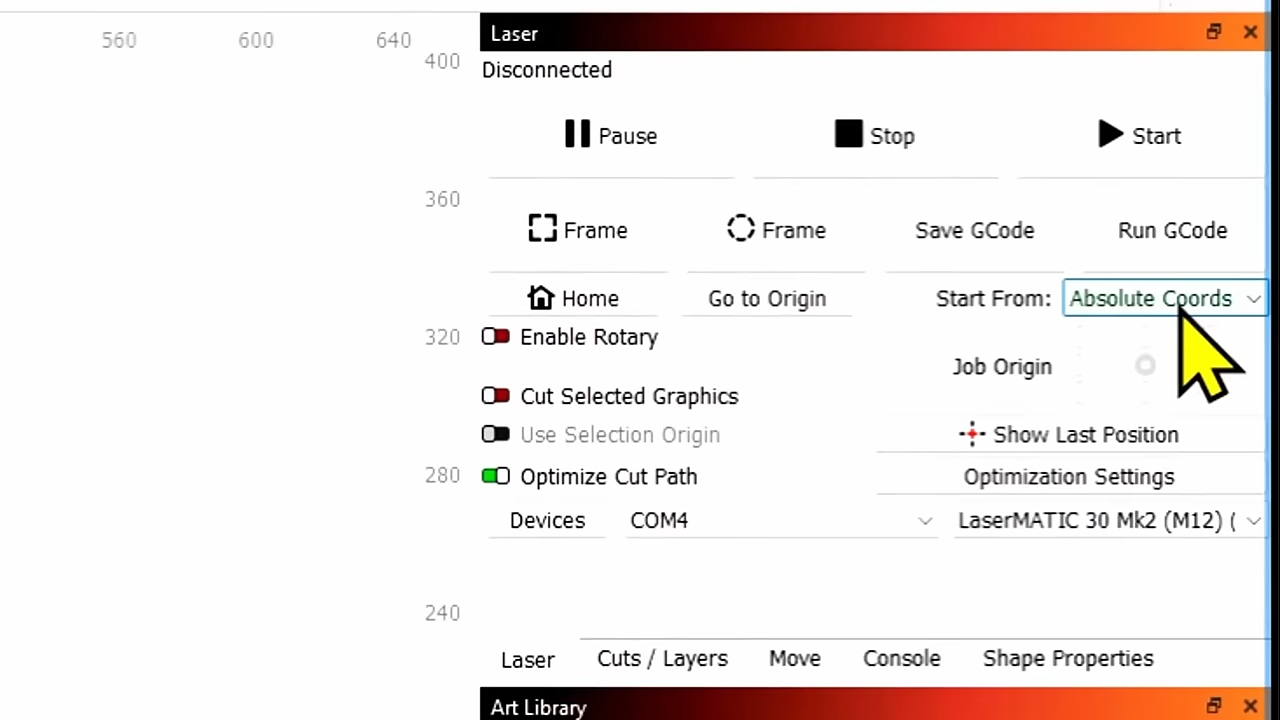 Laser
560 600 640
400
Disconnected
Pause Stop Start
360
Frame Frame Save GCode Run GCode
Home Go to Origin Start From: Absolute Coords
320
Enable Rotary
Job Origin
Cut Selected Graphics
Use Selection Origin Show Last Position
280
Optimize Cut Path Optimization Settings
Devices COM4 LaserMATIC 30 Mk2 (M12) (
240
Laser Cuts / Layers Move Console Shape Properties
Art Library